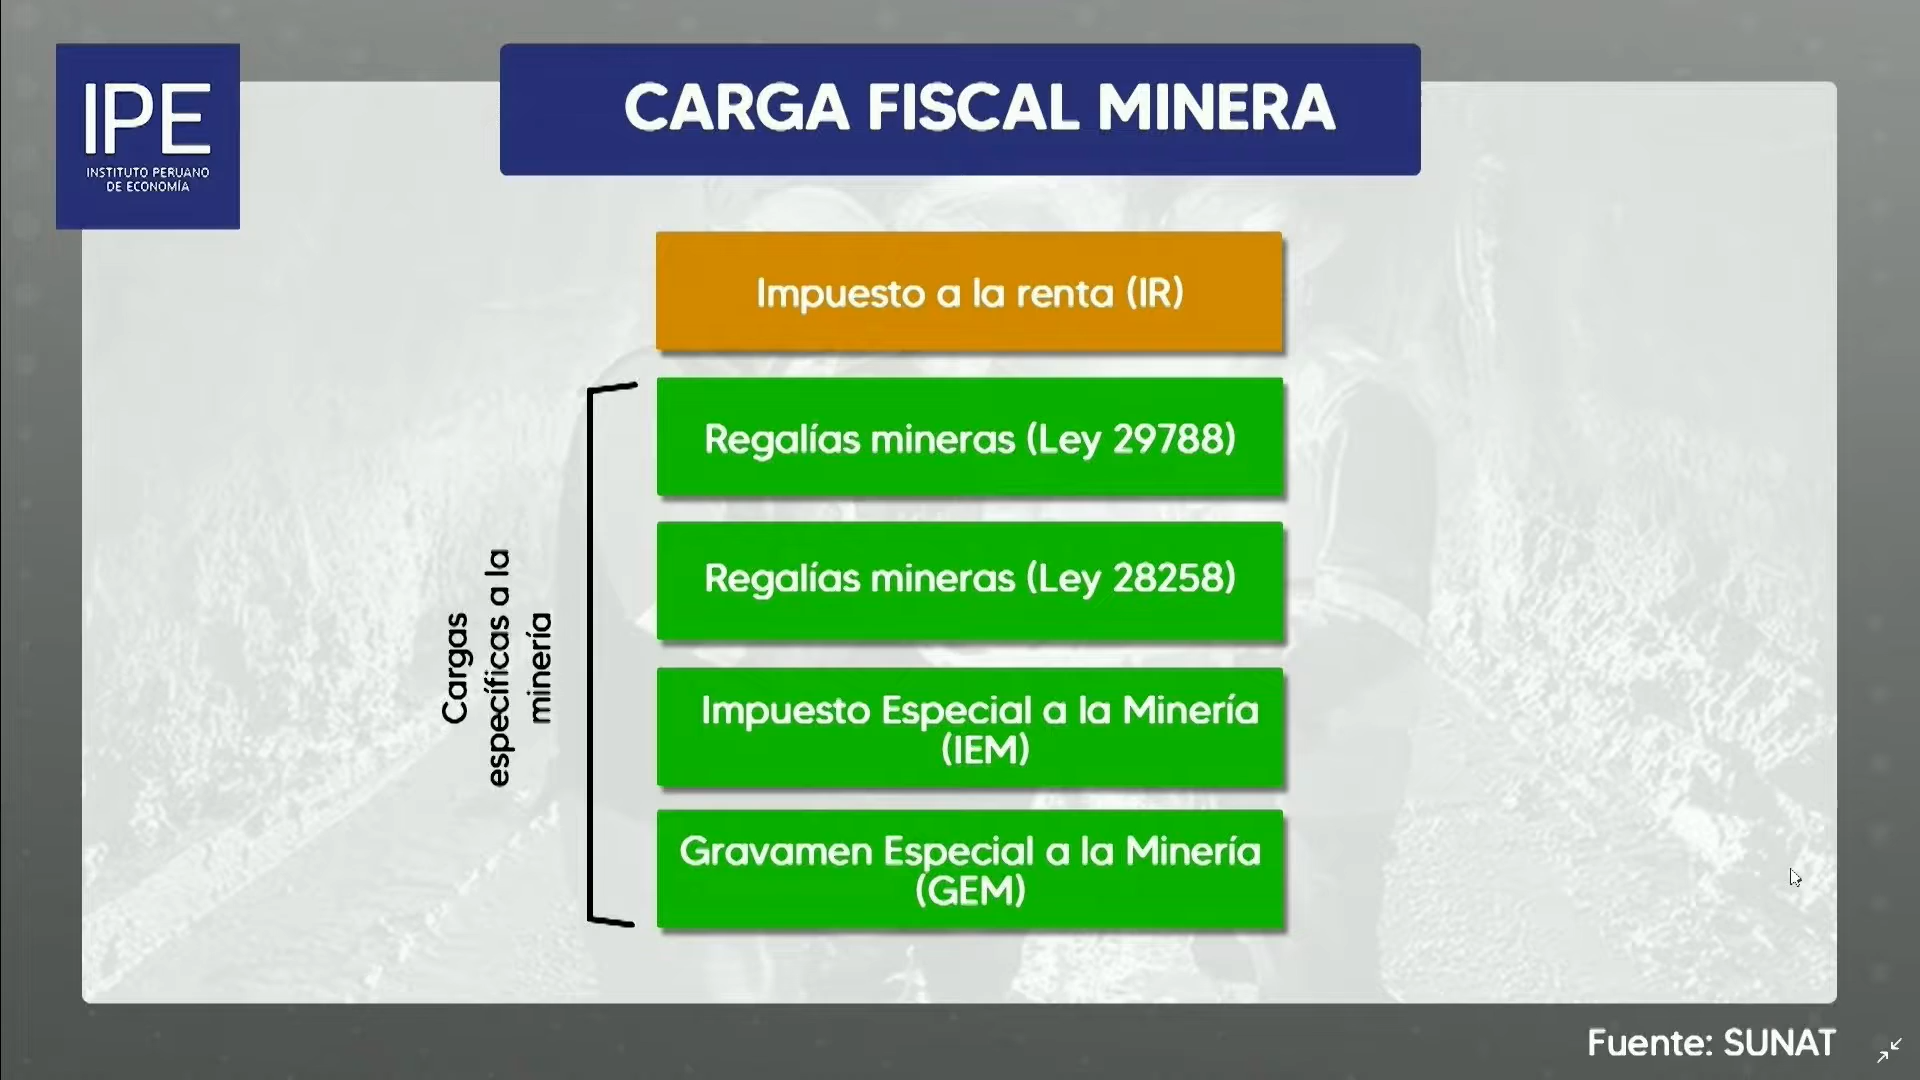 IPE
INSTITUTO PERUANO
DE ECONOMÍA
CARGA FISCAL MINERA
Impuesto a la renta (IR)
Cargas
específicas a la
minería
Regalías mineras (Ley 29788)
Regalías mineras (Ley 28258)
Impuesto Especial a la Minería
(IEM)
Gravamen Especial a la Minería
(GEM)
Fuente: SUNAT